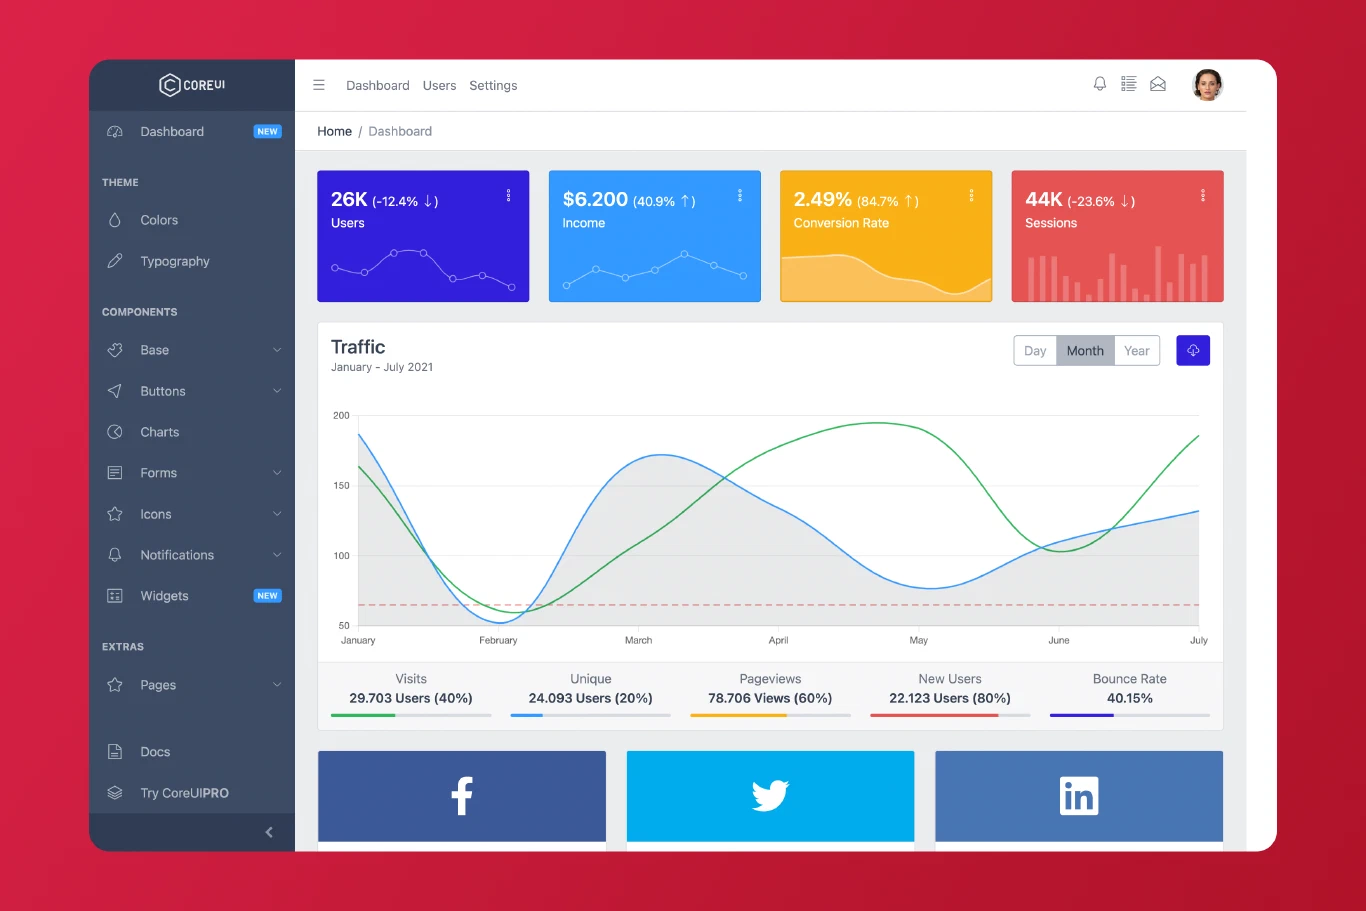 COREUI
Dashboard Users Settings
Dashboard NEW
Home / Dashboard
THEME
Colors
Typography
COMPONENTS
Base
Buttons
Charts
Forms
Icons
Notifications
Widgets NEW
EXTRAS
Pages
Docs
Try CoreUIPRO
26K (-12.4% ↓)
Users
$6.200 (40.9% ↑)
Income
2.49% (84.7% ↑)
Conversion Rate
44K (-23.6% ↓)
Sessions
Traffic
January - July 2021
Day Month Year
200
150
100
50
January February March April May June July
Visits
29.703 Users (40%)
Unique
24.093 Users (20%)
Pageviews
78.706 Views (60%)
New Users
22.123 Users (80%)
Bounce Rate
40.15%
in